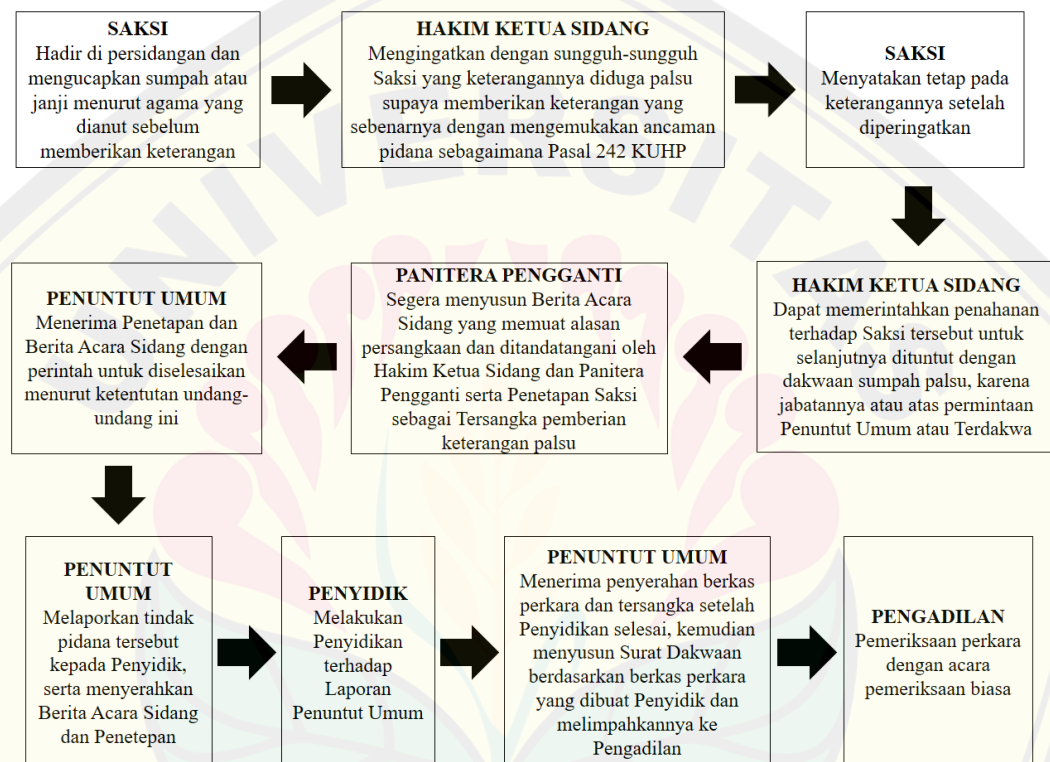 SAKSI
Hadir di persidangan dan
mengucapkan sumpah atau
janji menurut agama yang
dianut sebelum
memberikan keterangan
HAKIM KETUA SIDANG
Mengingatkan dengan sungguh-sungguh
Saksi yang keterangannya diduga palsu
supaya memberikan keterangan yang
sebenarnya dengan mengemukakan ancaman
pidana sebagaimana Pasal 242 KUHP
SAKSI
Menyatakan tetap pada
keterangannya setelah
diperingatkan
HAKIM KETUA SIDANG
Dapat memerintahkan penahanan
terhadap Saksi tersebut untuk
selanjutnya dituntut dengan
dakwaan sumpah palsu, karena
jabatannya atau atas permintaan
Penuntut Umum atau Terdakwa
PANITERA PENGGANTI
Segera menyusun Berita Acara
Sidang yang memuat alasan
persangkaan dan ditandatangani oleh
Hakim Ketua Sidang dan Panitera
Pengganti serta Penetapan Saksi
sebagai Tersangka pemberian
keterangan palsu
PENUNTUT UMUM
Menerima Penetapan dan
Berita Acara Sidang dengan
perintah untuk diselesaikan
menurut ketentutan undang-
undang ini
PENUNTUT
UMUM
Melaporkan tindak
pidana tersebut
kepada Penyidik,
serta menyerahkan
Berita Acara Sidang
dan Penetepan
PENYIDIK
Melakukan
Penyidikan
terhadap
Laporan
Penuntut Umum
PENUNTUT UMUM
Menerima penyerahan berkas
perkara dan tersangka setelah
Penyidikan selesai, kemudian
menyusun Surat Dakwaan
berdasarkan berkas perkara
yang dibuat Penyidik dan
melimpahkannya ke
Pengadilan
PENGADILAN
Pemeriksaan perkara
dengan acara
pemeriksaan biasa
UNIVERSITAS